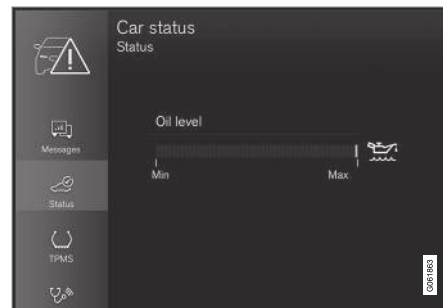 Car status
Status
Messages
Status
TPMS
Oil level
Min
Max
G061863